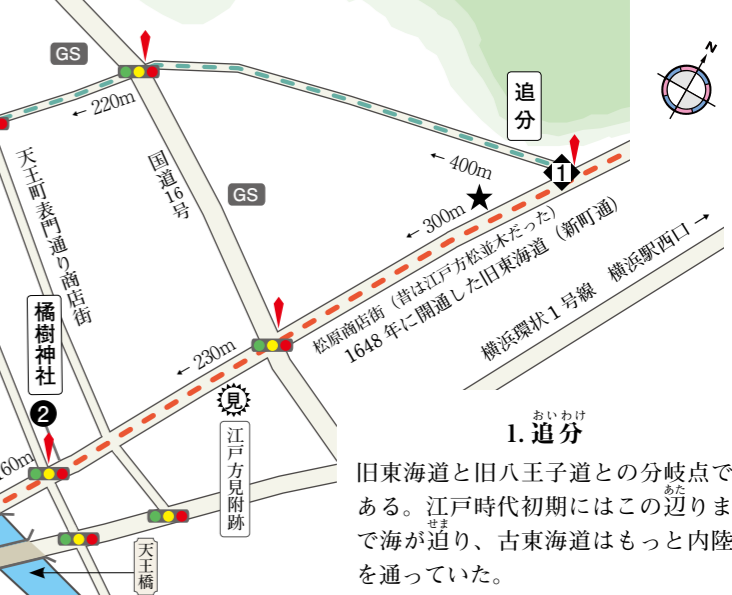 N
GS
← 220m
追分
1
← 400m
国道16号
GS
← 300m
天王町表門通り商店街
松原商店街（昔は江戸方松並木だった）
1648年に開通した旧東海道（新町通）
横浜環状1号線　横浜駅西口 →
橘樹神社
2
← 230m
見
江戸方見附跡
60m
天王橋
おいわけ
1. 追分
旧東海道と旧八王子道との分岐点で
ある。江戸時代初期にはこの辺りま
あた
で海が迫り、古東海道はもっと内陸
せま
を通っていた。